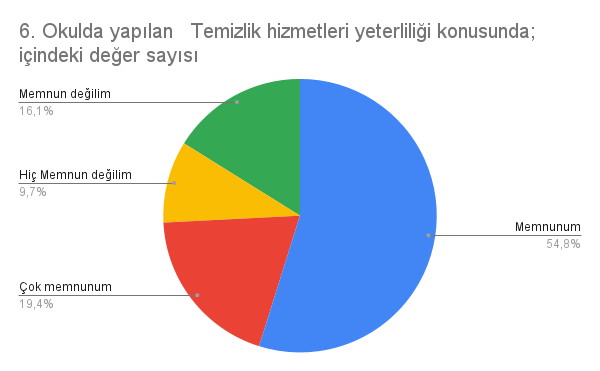 6. Okulda yapılan   Temizlik hizmetleri yeterliliği konusunda;
içindeki değer sayısı
Memnun değilim
16,1%
Hiç Memnun değilim
9,7%
Memnunum
54,8%
Çok memnunum
19,4%